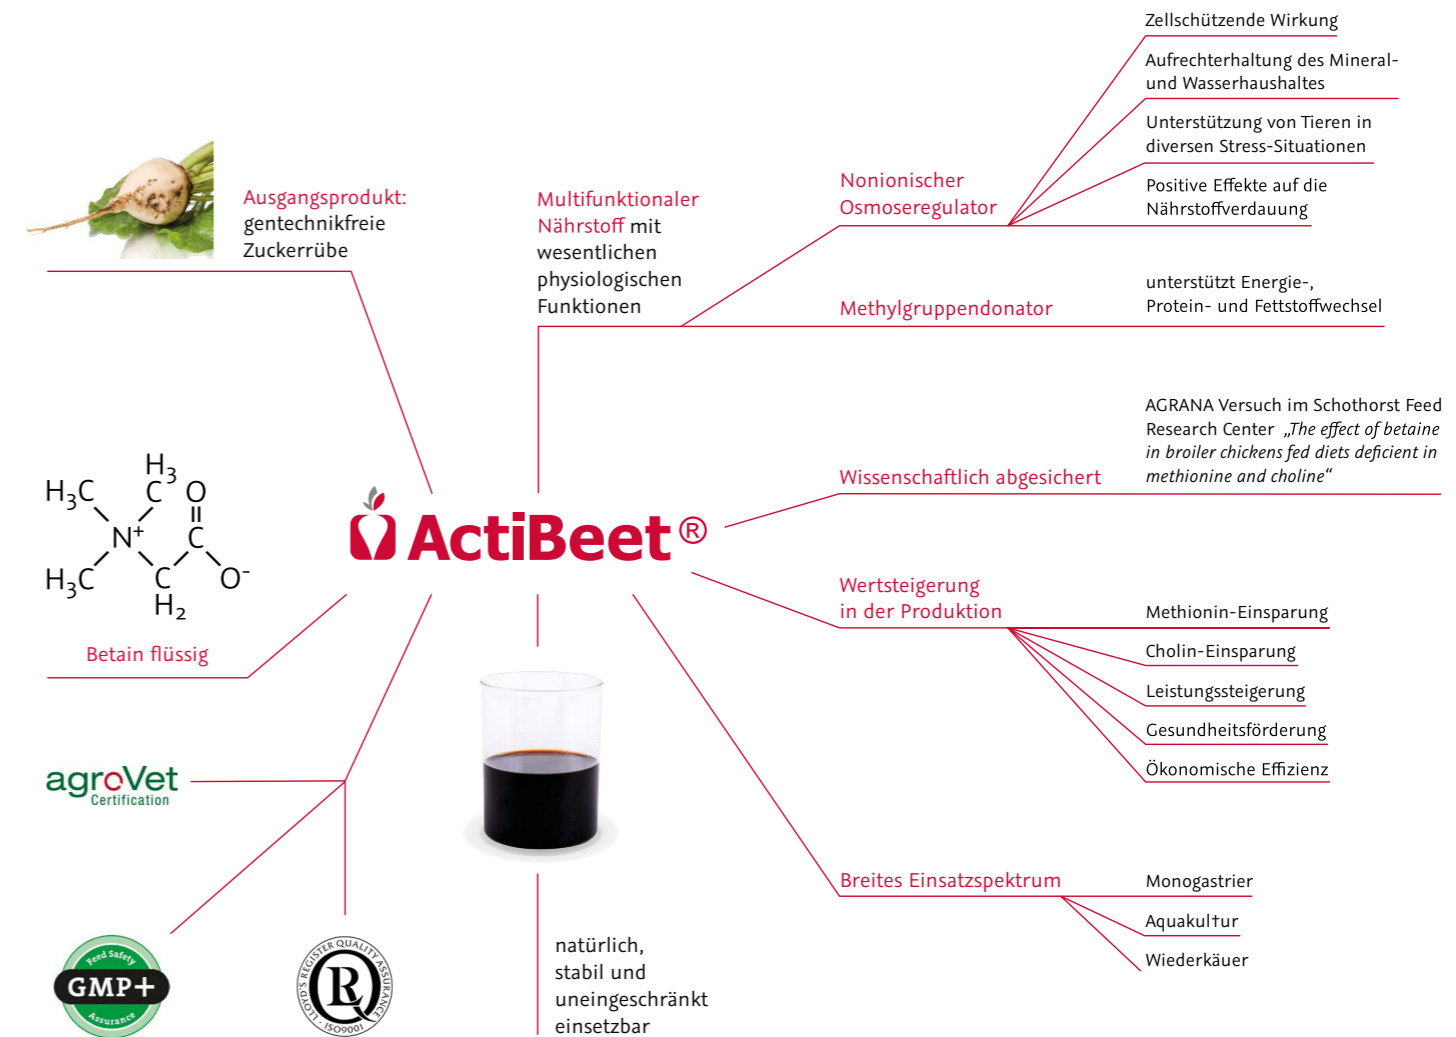 Zellschützende Wirkung
Aufrechterhaltung des Mineral-
und Wasserhaushaltes
Unterstützung von Tieren in
diversen Stress-Situationen
Positive Effekte auf die
Nährstoffverdauung
Nonionischer
Osmoseregulator
Ausgangsprodukt:
gentechnikfreie
Zuckerrübe
Multifunktionaler
Nährstoff mit
wesentlichen
physiologischen
Funktionen
Methylgruppendonator
unterstützt Energie-,
Protein- und Fettstoffwechsel
AGRANA Versuch im Schothorst Feed
Research Center „The effect of betaine
in broiler chickens fed diets deficient in
methionine and choline“
Wissenschaftlich abgesichert
H3C
H3
C
O
N+
C
H3C
C
H2
O-
ActiBeet®
Betain flüssig
Wertsteigerung
in der Produktion
Methionin-Einsparung
Cholin-Einsparung
Leistungssteigerung
Gesundheitsförderung
Ökonomische Effizienz
agroVet
Certification
Breites Einsatzspektrum
Monogastrier
Aquakultur
Wiederkäuer
Feed Safety
GMP+
Assurance
LLOYD'S REGISTER QUALITY ASSURANCE
LRQ
· ISO9001 ·
natürlich,
stabil und
uneingeschränkt
einsetzbar